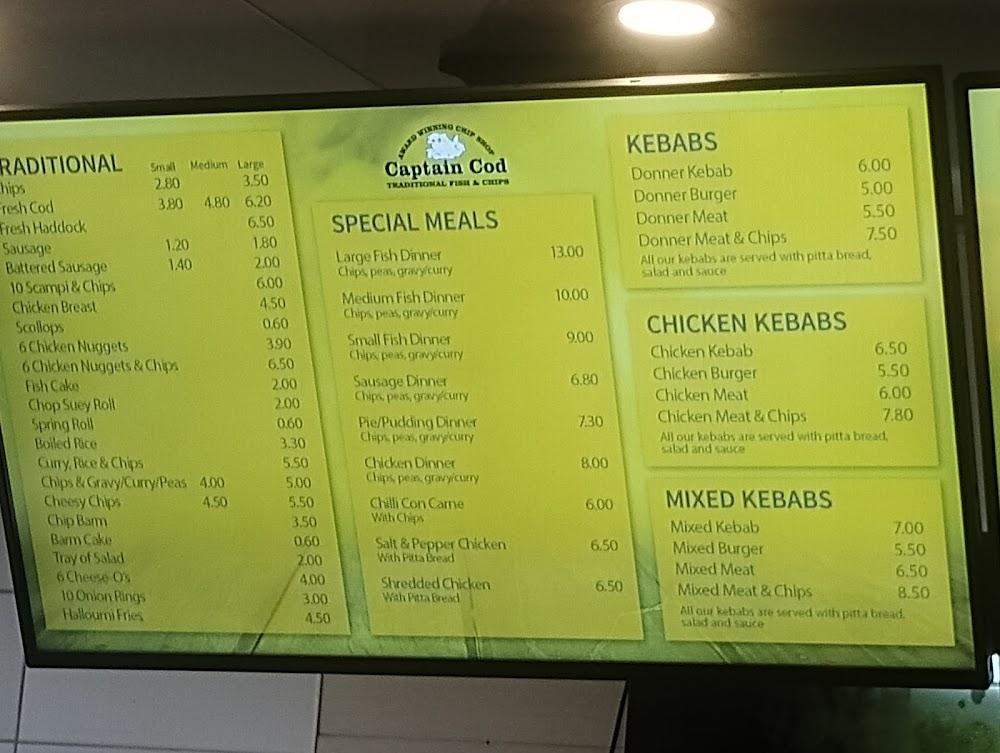 RADITIONAL Small Medium Large
hips 2.80 3.50
resh Cod 3.80 4.80 6.20
Fresh Haddock 6.50
Sausage 1.20 1.80
Battered Sausage 1.40 2.00
10 Scampi & Chips 6.00
Chicken Breast 4.50
Scollops 0.60
6 Chicken Nuggets 3.90
6 Chicken Nuggets & Chips 6.50
Fish Cake 2.00
Chop Suey Roll 2.00
Spring Roll 0.60
Boiled Rice 3.30
Curry, Rice & Chips 5.50
Chips & Gravy/Curry/Peas 4.00 5.00
Cheesy Chips 4.50 5.50
Chip Barm 3.50
Barm Cake 0.60
Tray of Salad 2.00
6 Cheese-O's 4.00
10 Onion Rings 3.00
Halloumi Fries 4.50
AWARD WINNING CHIP SHOP
Captain Cod
TRADITIONAL FISH & CHIPS
SPECIAL MEALS
Large Fish Dinner 13.00
Chips, peas, gravy/curry
Medium Fish Dinner 10.00
Chips, peas, gravy/curry
Small Fish Dinner 9.00
Chips, peas, gravy/curry
Sausage Dinner 6.80
Chips, peas, gravy/curry
Pie/Pudding Dinner 7.30
Chips, peas, gravy/curry
Chicken Dinner 8.00
Chips, peas, gravy/curry
Chilli Con Carne 6.00
With Chips
Salt & Pepper Chicken 6.50
With Pitta Bread
Shredded Chicken 6.50
With Pitta Bread
KEBABS
Donner Kebab 6.00
Donner Burger 5.00
Donner Meat 5.50
Donner Meat & Chips 7.50
All our kebabs are served with pitta bread,
salad and sauce
CHICKEN KEBABS
Chicken Kebab 6.50
Chicken Burger 5.50
Chicken Meat 6.00
Chicken Meat & Chips 7.80
All our kebabs are served with pitta bread,
salad and sauce
MIXED KEBABS
Mixed Kebab 7.00
Mixed Burger 5.50
Mixed Meat 6.50
Mixed Meat & Chips 8.50
All our kebabs are served with pitta bread,
salad and sauce